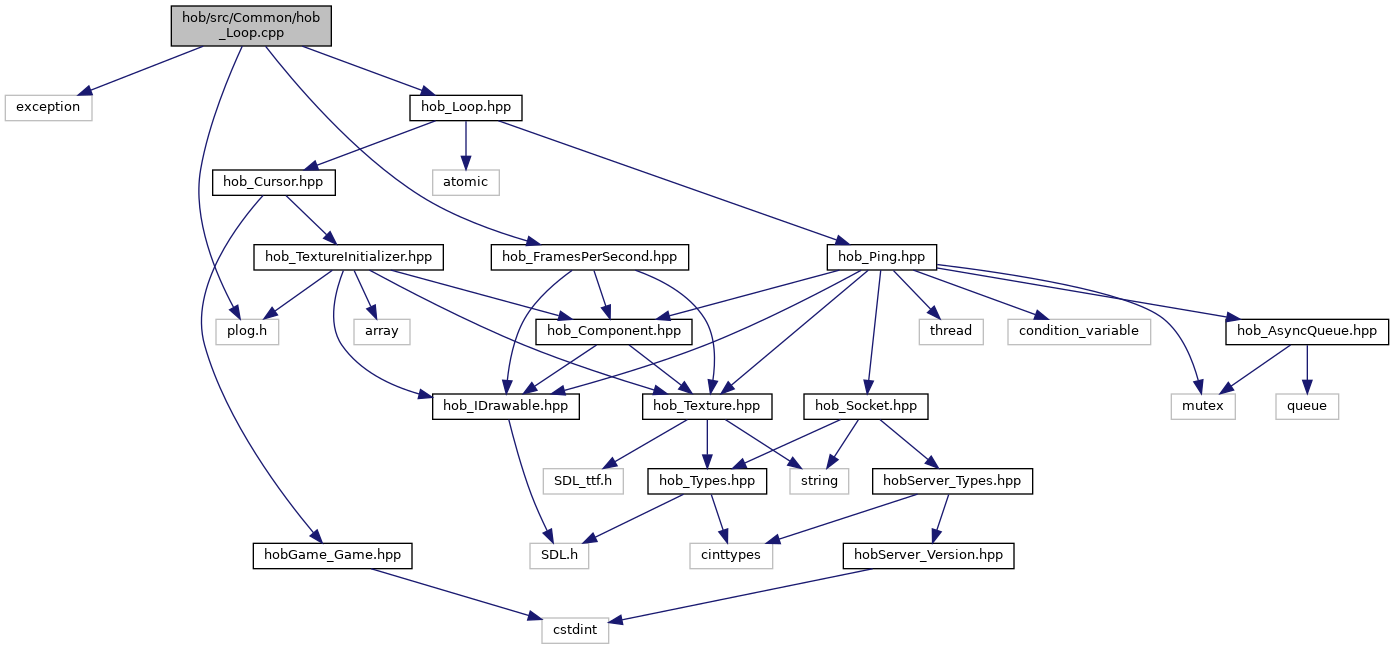 hob/src/Common/hob
_Loop.cpp
exception
hob_Loop.hpp
hob_Cursor.hpp
atomic
hob_TextureInitializer.hpp
hob_FramesPerSecond.hpp
hob_Ping.hpp
plog.h
array
hob_Component.hpp
thread
condition_variable
hob_AsyncQueue.hpp
hob_IDrawable.hpp
hob_Texture.hpp
hob_Socket.hpp
mutex
queue
SDL_ttf.h
hob_Types.hpp
string
hobServer_Types.hpp
hobGame_Game.hpp
SDL.h
cinttypes
hobServer_Version.hpp
cstdint